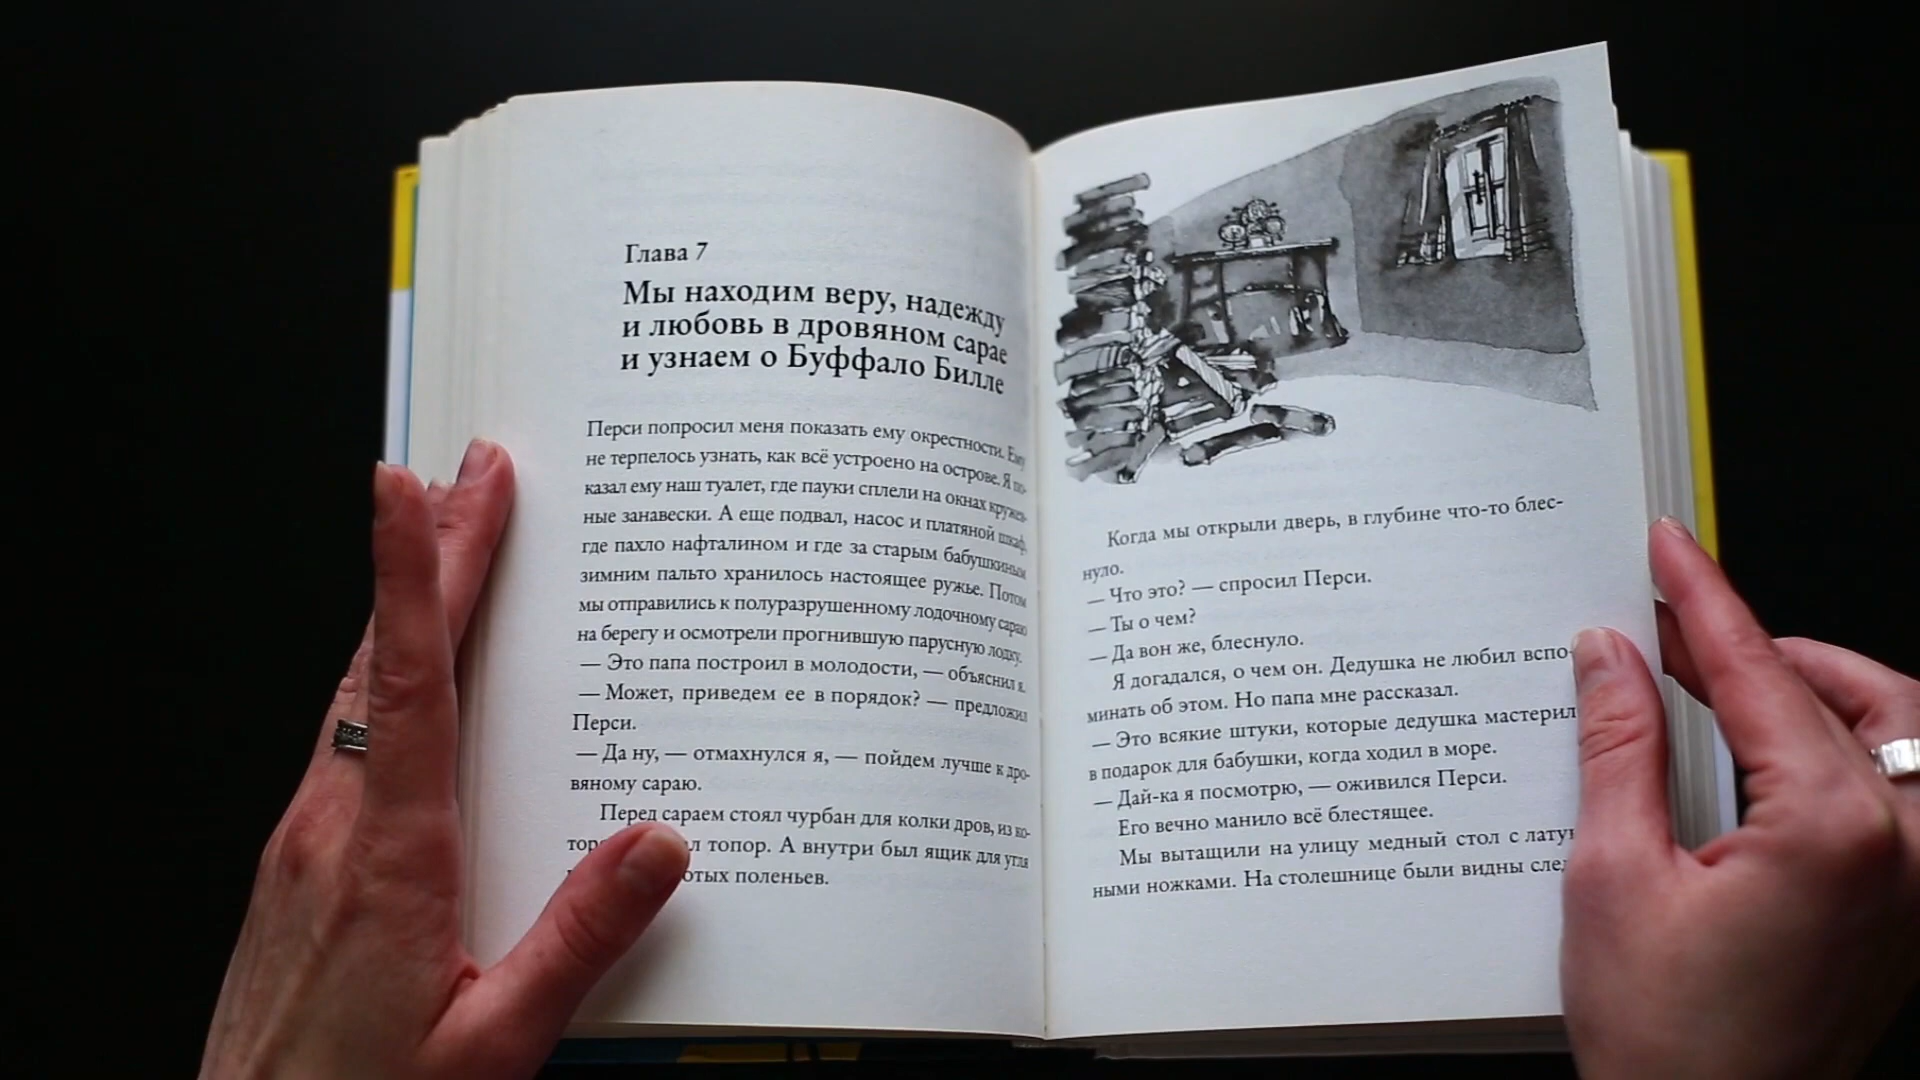 Глава 7
Мы находим веру, надежду
и любовь в дровяном сарае
и узнаем о Буффало Билле
Перси попросил меня показать ему окрестности. Ему
не терпелось узнать, как всё устроено на острове. Я по-
казал ему наш туалет, где пауки сплели на окнах кружев-
ные занавески. А еще подвал, насос и платяной шкаф,
где пахло нафталином и где за старым бабушкиным
зимним пальто хранилось настоящее ружье. Потом
мы отправились к полуразрушенному лодочному сараю
на берегу и осмотрели прогнившую парусную лодку.
— Это папа построил в молодости, — объяснил я.
— Может, приведем ее в порядок? — предложил
Перси.
— Да ну, — отмахнулся я, — пойдем лучше к дро-
вяному сараю.
Перед сараем стоял чурбан для колки дров, из ко-
топор. А внутри был ящик для угля
поленьев.
Когда мы открыли дверь, в глубине что-то блес-
нуло.
— Что это? — спросил Перси.
— Ты о чем?
— Да вон же, блеснуло.
Я догадался, о чем он. Дедушка не любил вспо-
минать об этом. Но папа мне рассказал.
— Это всякие штуки, которые дедушка мастерил
в подарок для бабушки, когда ходил в море.
— Дай-ка я посмотрю, — оживился Перси.
Его вечно манило всё блестящее.
Мы вытащили на улицу медный стол с латун-
ными ножками. На столешнице были видны